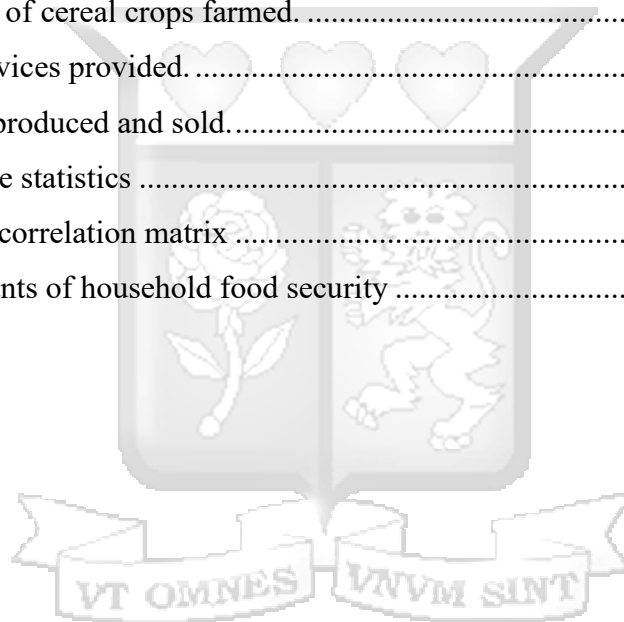 of cereal crops farmed. ........................................
vices provided. ......................................................
produced and sold. .................................................
e statistics .............................................................
correlation matrix .................................................
nts of household food security .............................
VT OMNES VNVM SINT